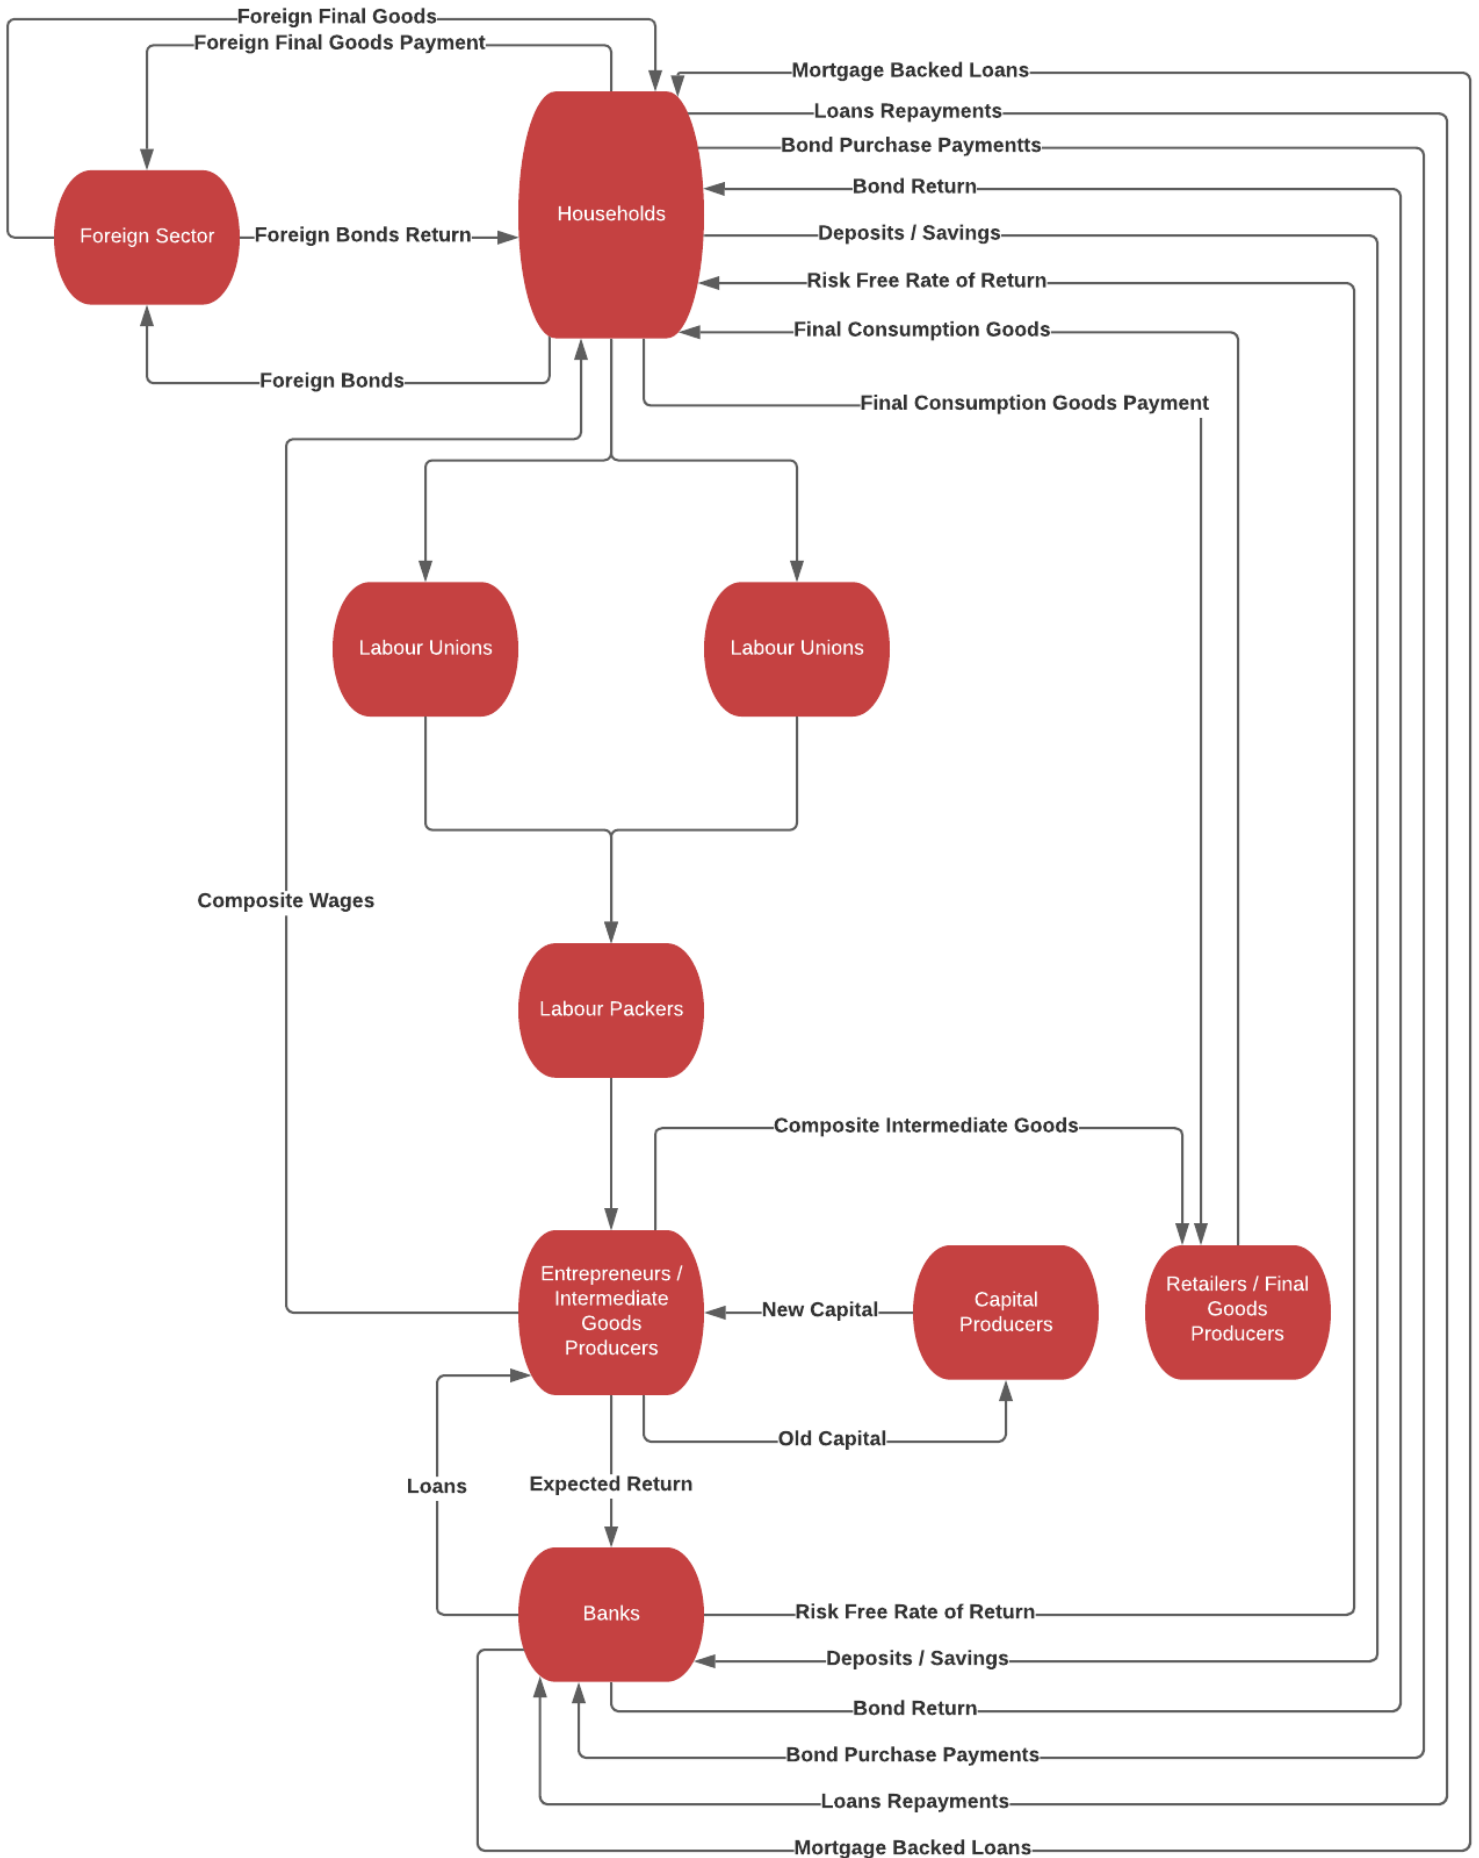 Foreign Final Goods
Foreign Final Goods Payment
Mortgage Backed Loans
Loans Repayments
Bond Purchase Paymentts
Bond Return
Households
Foreign Sector
Foreign Bonds Return
Deposits / Savings
Risk Free Rate of Return
Final Consumption Goods
Foreign Bonds
Final Consumption Goods Payment
Labour Unions
Labour Unions
Composite Wages
Labour Packers
Composite Intermediate Goods
Entrepreneurs /
Intermediate
Goods
Producers
New Capital
Capital
Producers
Retailers / Final
Goods
Producers
Old Capital
Loans
Expected Return
Banks
Risk Free Rate of Return
Deposits / Savings
Bond Return
Bond Purchase Payments
Loans Repayments
Mortgage Backed Loans